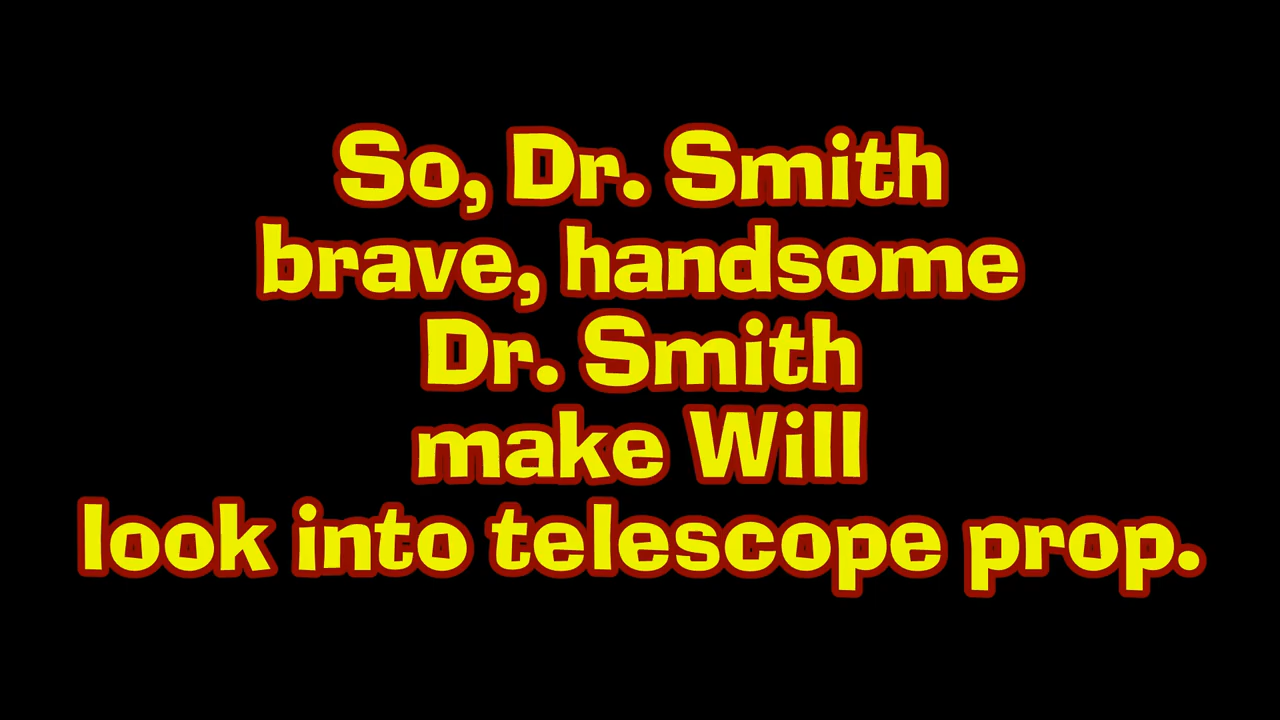 So, Dr. Smith
brave, handsome
Dr. Smith
make Will
look into telescope prop.